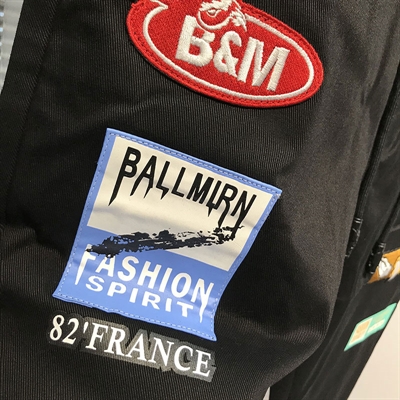 B&M
BALLMIRN
FASHION
SPIRIT
82'FRANCE